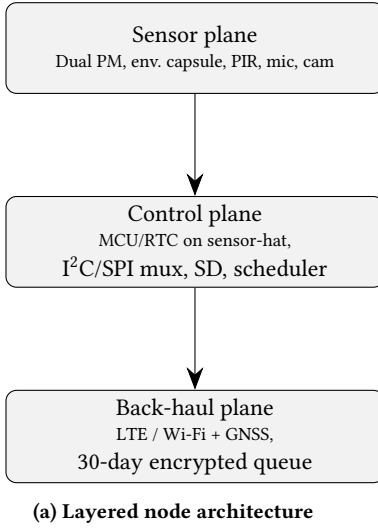 Sensor plane
Dual PM, env. capsule, PIR, mic, cam
Control plane
MCU/RTC on sensor-hat,
I²C/SPI mux, SD, scheduler
Back-haul plane
LTE / Wi-Fi + GNSS,
30-day encrypted queue
(a) Layered node architecture